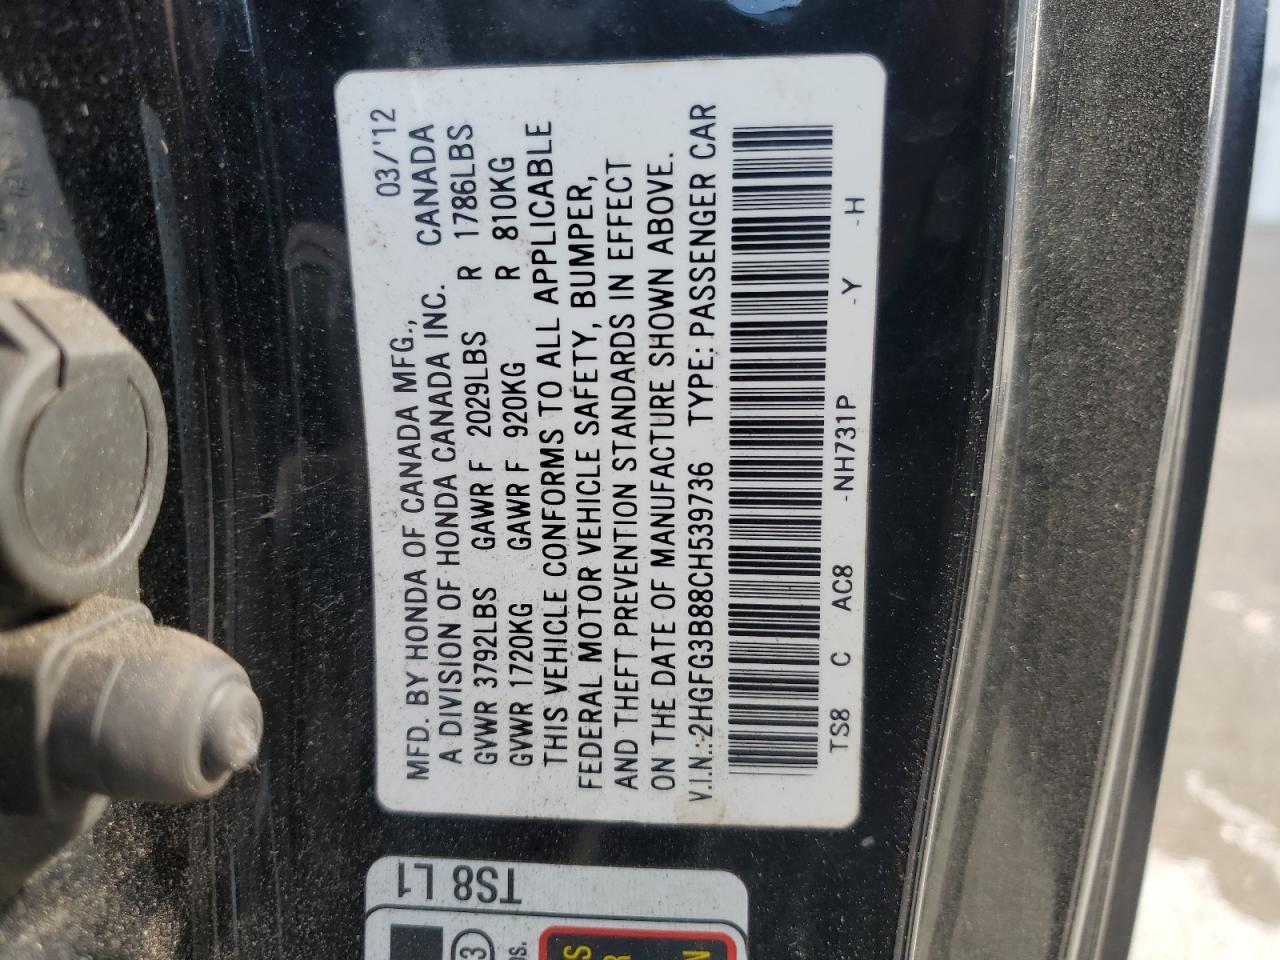 MFD. BY HONDA OF CANADA MFG., 03/'12
A DIVISION OF HONDA CANADA INC. CANADA
GVWR 3792LBS GAWR F 2029LBS R 1786LBS
GVWR 1720KG GAWR F 920KG R 810KG
THIS VEHICLE CONFORMS TO ALL APPLICABLE
FEDERAL MOTOR VEHICLE SAFETY, BUMPER,
AND THEFT PREVENTION STANDARDS IN EFFECT
ON THE DATE OF MANUFACTURE SHOWN ABOVE.
V.I.N.:2HGFG3B88CH539736 TYPE: PASSENGER CAR
TS8 C AC8 -NH731P -Y -H
TS8 L1
3